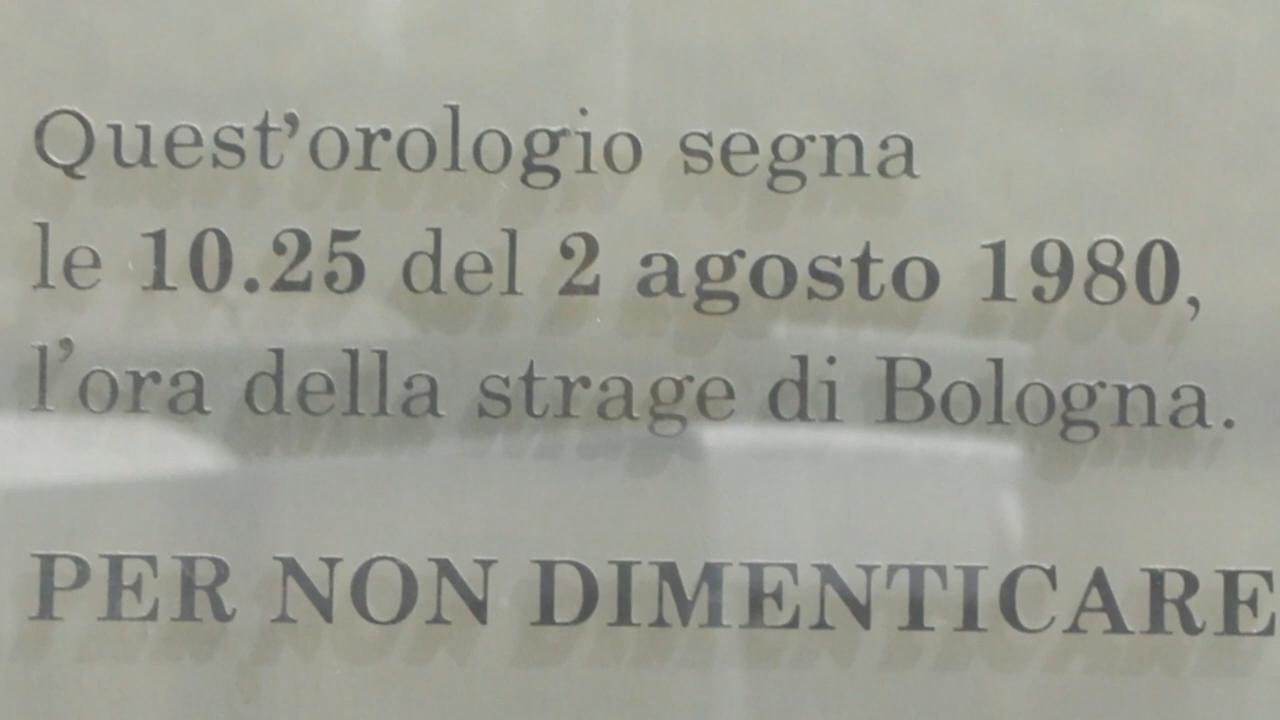 Quest'orologio segna
le 10.25 del 2 agosto 1980,
l'ora della strage di Bologna.
PER NON DIMENTICARE